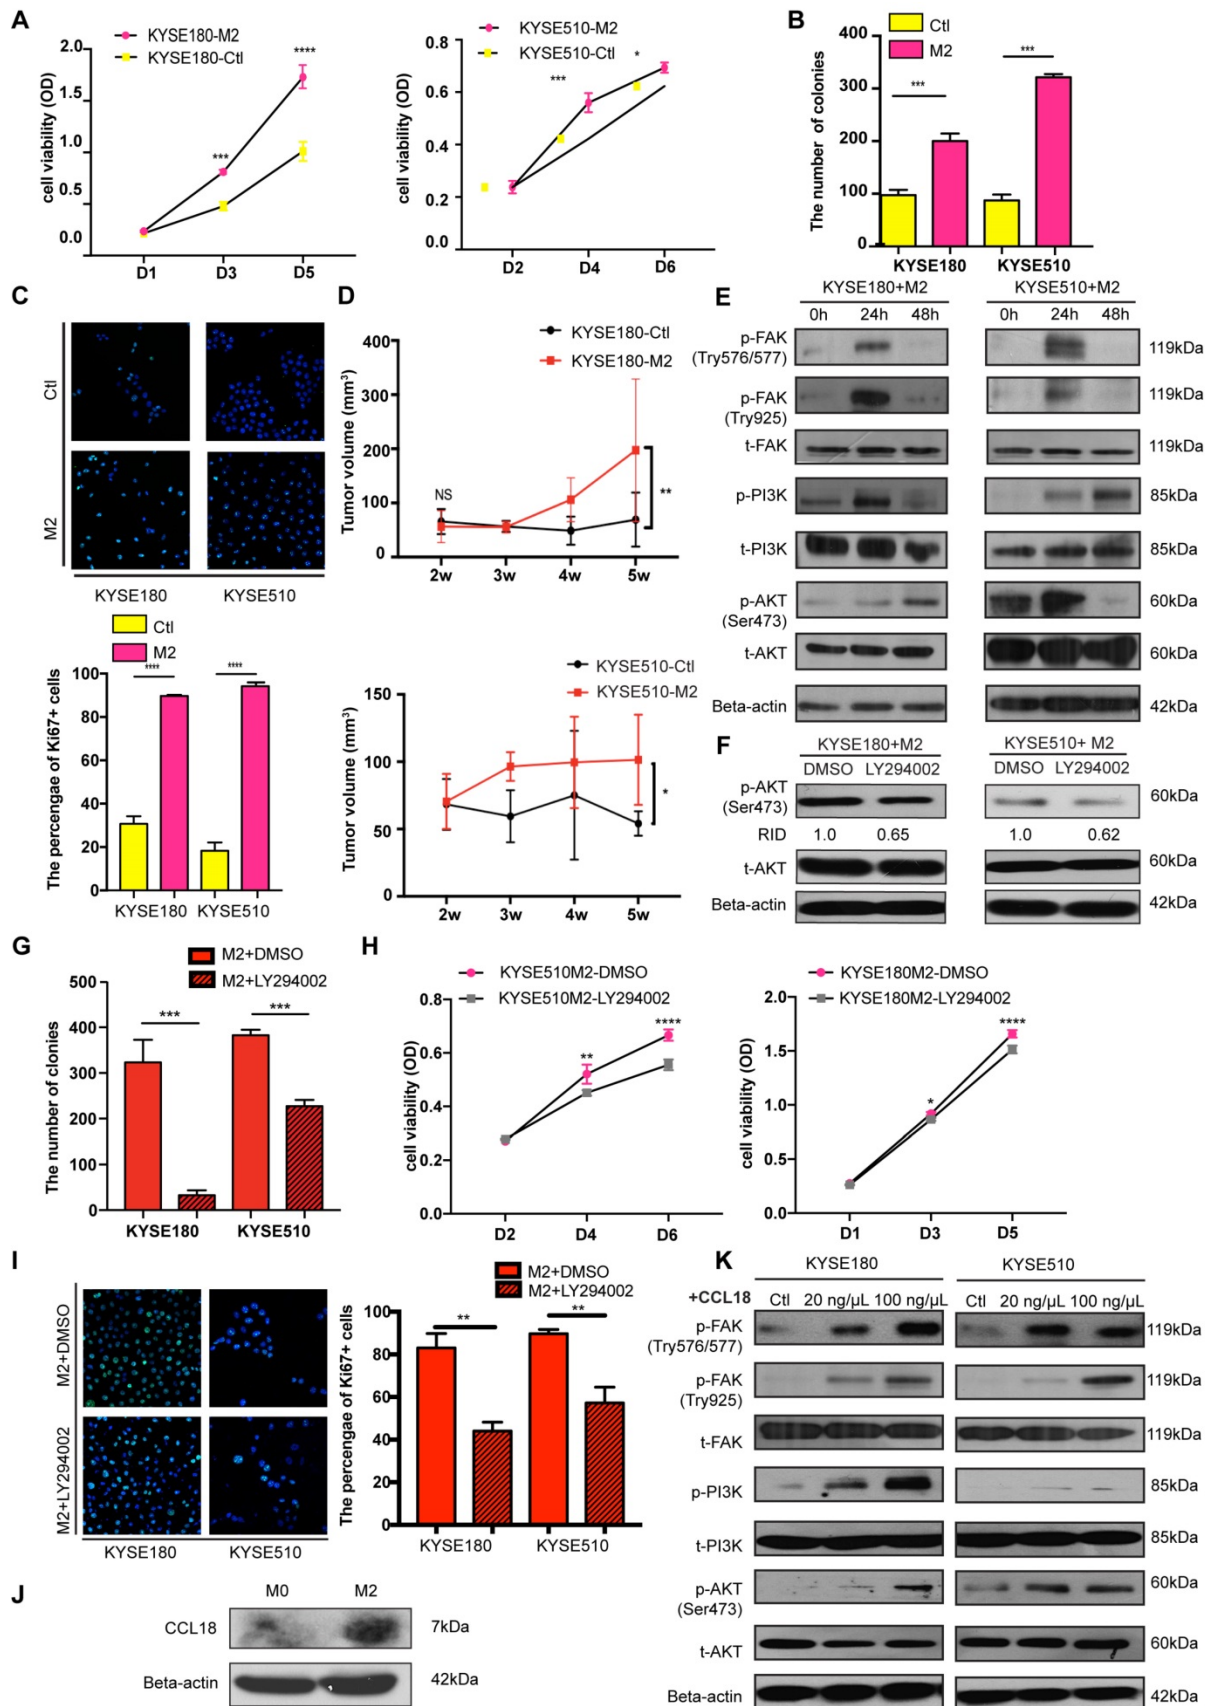 A
KYSE180-M2
KYSE180-Ctl
cell viability (OD)
2.0
1.0
0.5
0.0
***
****
D1 D3 D5
KYSE510-M2
KYSE510-Ctl
cell viability (OD)
0.8
0.6
0.4
0.2
0.0
***
*
D2 D4 D6
B
Ctl
M2
The number of colonies
400
300
200
100
0
***
***
KYSE180 KYSE510
C
Ctl
M2
KYSE180 KYSE510
Ctl
M2
The percengae of Ki67+ cells
100
80
60
40
20
0
****
****
KYSE180 KYSE510
D
KYSE180-Ctl
KYSE180-M2
Tumor volume (mm³)
400
300
200
100
0
NS
**
2w 3w 4w 5w
KYSE510-Ctl
KYSE510-M2
Tumor volume (mm³)
150
100
50
0
*
2w 3w 4w 5w
E
KYSE180+M2 KYSE510+M2
0h 24h 48h 0h 24h 48h
p-FAK
(Try576/577)
119kDa
p-FAK
(Try925)
119kDa
t-FAK 119kDa
p-PI3K 85kDa
t-PI3K 85kDa
p-AKT
(Ser473)
60kDa
t-AKT 60kDa
Beta-actin 42kDa
F
KYSE180+M2 KYSE510+ M2
DMSO LY294002 DMSO LY294002
p-AKT
(Ser473)
60kDa
RID 1.0 0.65 1.0 0.62
t-AKT 60kDa
Beta-actin 42kDa
G
M2+DMSO
M2+LY294002
The number of clonies
500
400
300
200
100
0
***
***
KYSE180 KYSE510
H
KYSE510M2-DMSO
KYSE510M2-LY294002
cell viability (OD)
0.8
0.6
0.4
0.2
0.0
**
****
D2 D4 D6
KYSE180M2-DMSO
KYSE180M2-LY294002
cell viability (OD)
2.0
1.5
1.0
0.5
0.0
*
****
D1 D3 D5
I
M2+DMSO
M2+LY294002
KYSE180 KYSE510
M2+DMSO
M2+LY294002
The percengae of Ki67+ cells
100
80
60
40
20
0
**
**
KYSE180 KYSE510
J
M0 M2
CCL18 7kDa
Beta-actin 42kDa
K
KYSE180 KYSE510
+CCL18 Ctl 20 ng/µL 100 ng/µL Ctl 20 ng/µL 100 ng/µL
p-FAK
(Try576/577)
119kDa
p-FAK
(Try925)
119kDa
t-FAK 119kDa
p-PI3K 85kDa
t-PI3K 85kDa
p-AKT
(Ser473)
60kDa
t-AKT 60kDa
Beta-actin 42kDa